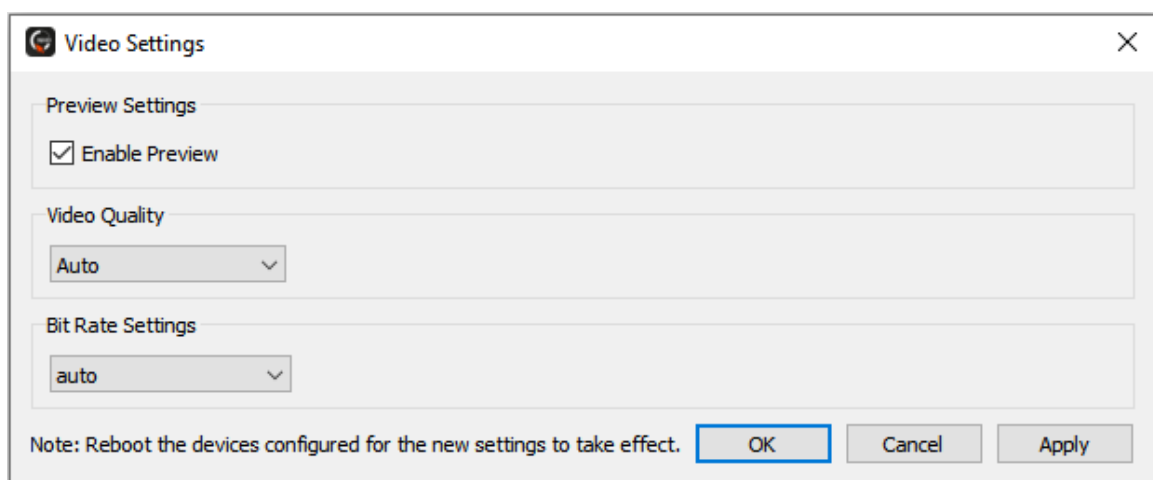 Video Settings
Preview Settings
Enable Preview
Video Quality
Auto
Bit Rate Settings
auto
Note: Reboot the devices configured for the new settings to take effect. OK Cancel Apply